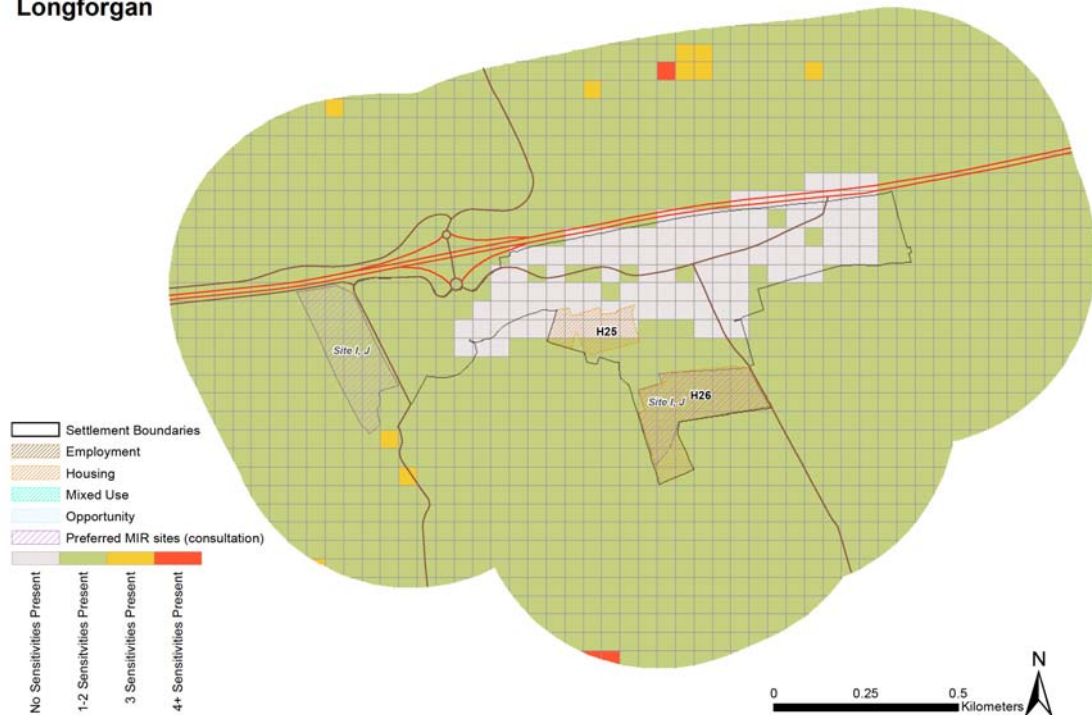 Longforgan
H25
Site I, J
Site I, J
H26
Settlement Boundaries
Employment
Housing
Mixed Use
Opportunity
Preferred MIR sites (consultation)
No Sensitivities Present
1-2 Sensitvities Present
3 Sensitivities Present
4+ Sensitivities Present
N
0 0.25 0.5
Kilometers